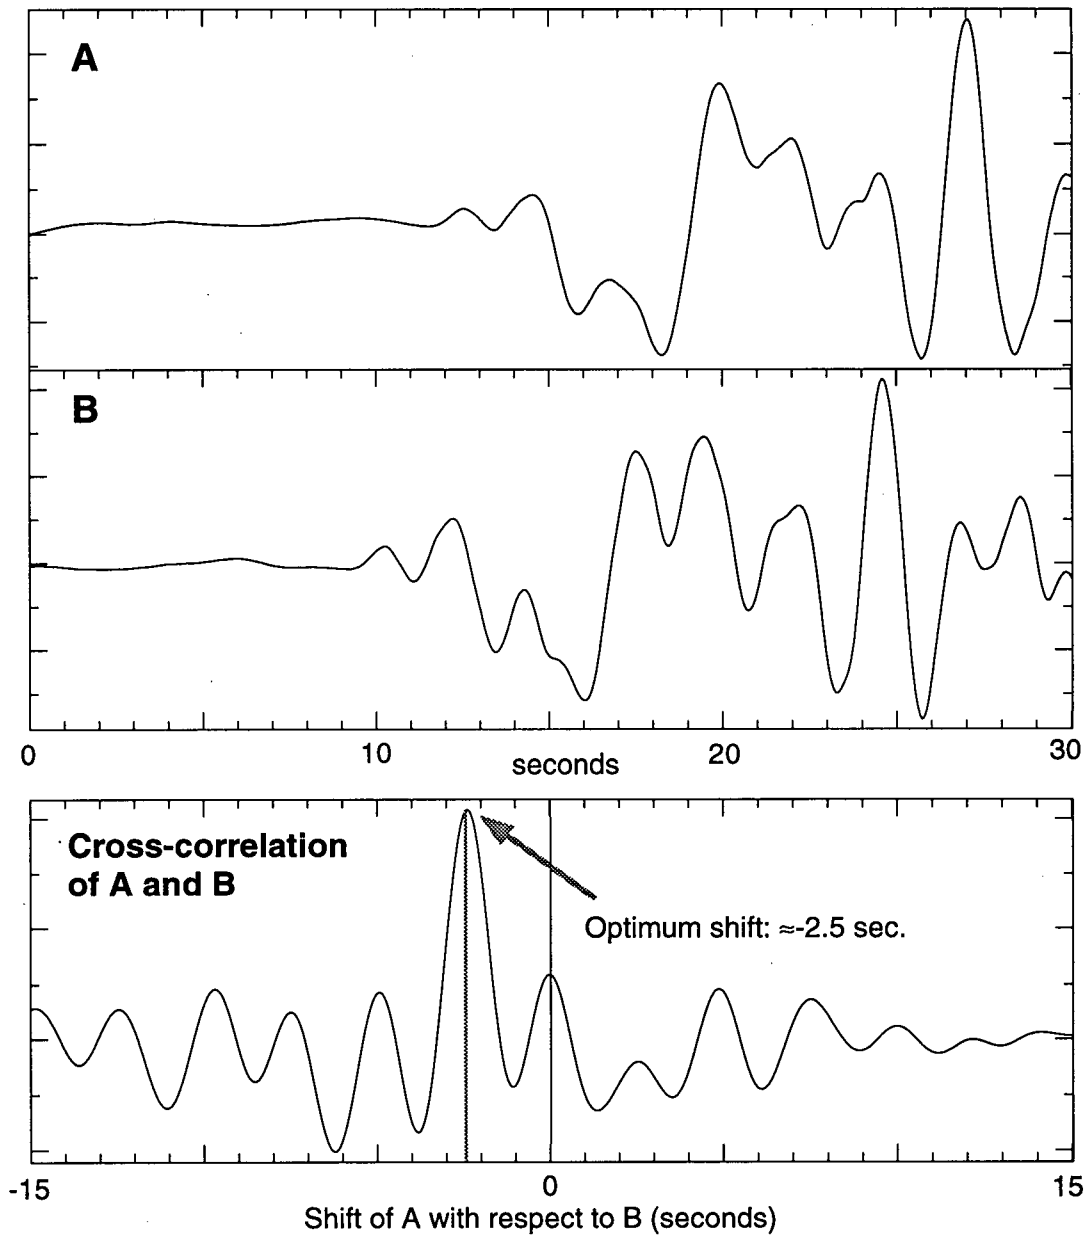 A
B
0 10 20 30
seconds
Cross-correlation
of A and B
Optimum shift: ≈-2.5 sec.
-15 0 15
Shift of A with respect to B (seconds)